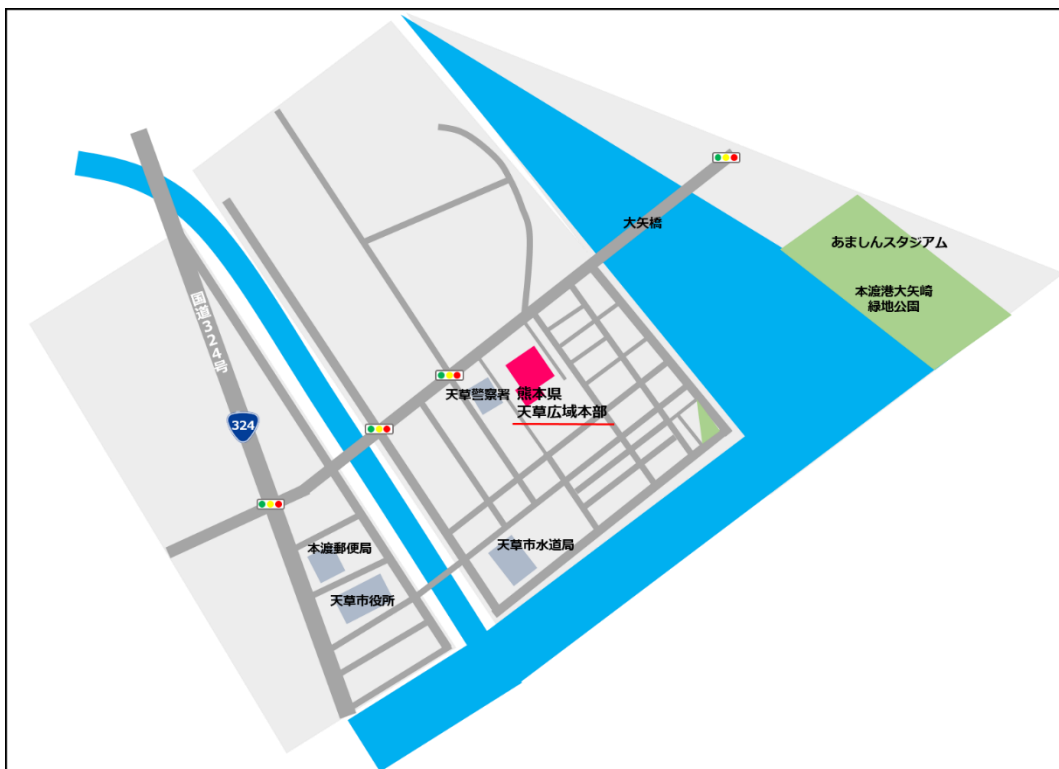 大矢橋
あましんスタジアム
本渡港大矢崎
緑地公園
国道324号
324
天草警察署
熊本県
天草広域本部
本渡郵便局
天草市水道局
天草市役所